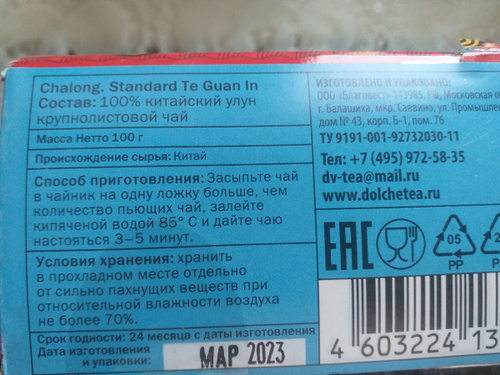 Chalong. Standard Te Guan In
Состав: 100% китайский улун
крупнолистовой чай
Масса Нетто 100 г
Происхождение сырья: Китай
Способ приготовления: Засыпьте чай
в чайник на одну ложку больше, чем
количество пьющих чай, залейте
кипяченой водой 85° С и дайте чаю
настояться 3–5 минут.
Условия хранения: хранить
в прохладном месте отдельно
от сильно пахнущих веществ при
относительной влажности воздуха
не более 70%.
Срок годности: 24 месяца с даты изготовления
Дата изготовления
и упаковки:
МАР 2023
ИЗГОТОВЛЕНО И УПАКОВАНО:
ООО «Благовест» 143985, РФ, Московская
г. Балашиха, мкр. Саввино, ул.
дом № 43, корп. Б-1, пом. 76
ТУ 9191-001-92732030-11
Тел: +7 (495) 972-58-35
dv-tea@mail.ru
www.dolchetea.ru
EAC
05
PP
PP
4 603224 13